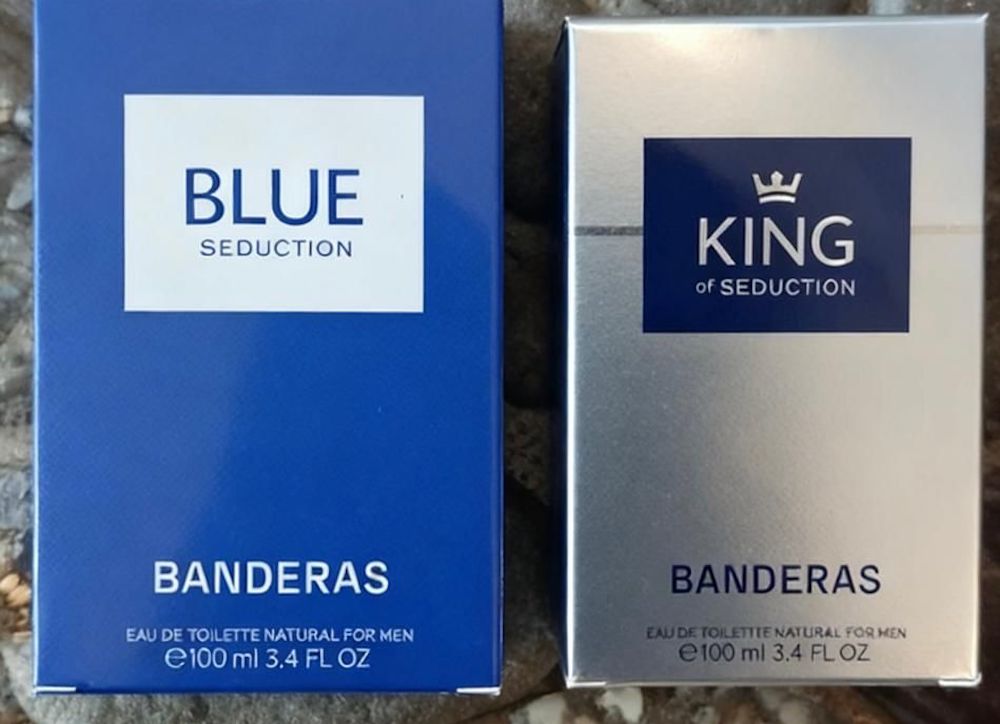 BLUE
SEDUCTION
BANDERAS
EAU DE TOILETTE NATURAL FOR MEN
℮100 ml 3.4 FL OZ
KING
of SEDUCTION
BANDERAS
EAU DE TOILETTE NATURAL FOR MEN
℮100 ml 3.4 FL OZ